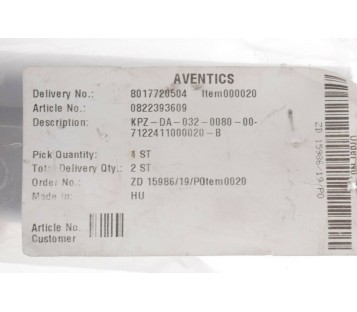 AVENTICS
Delivery No.: 8017720504 Item000020
Article No.: 0822393609
Description: KPZ-DA-032-0080-00-
7122411000020-B
Pick Quantity: 1 ST
Total Delivery Qty.: 2 ST
Order No.: ZD 15986/19/POItem0020
Made in: HU
Article No.
Customer
ZD 15986/19/PO